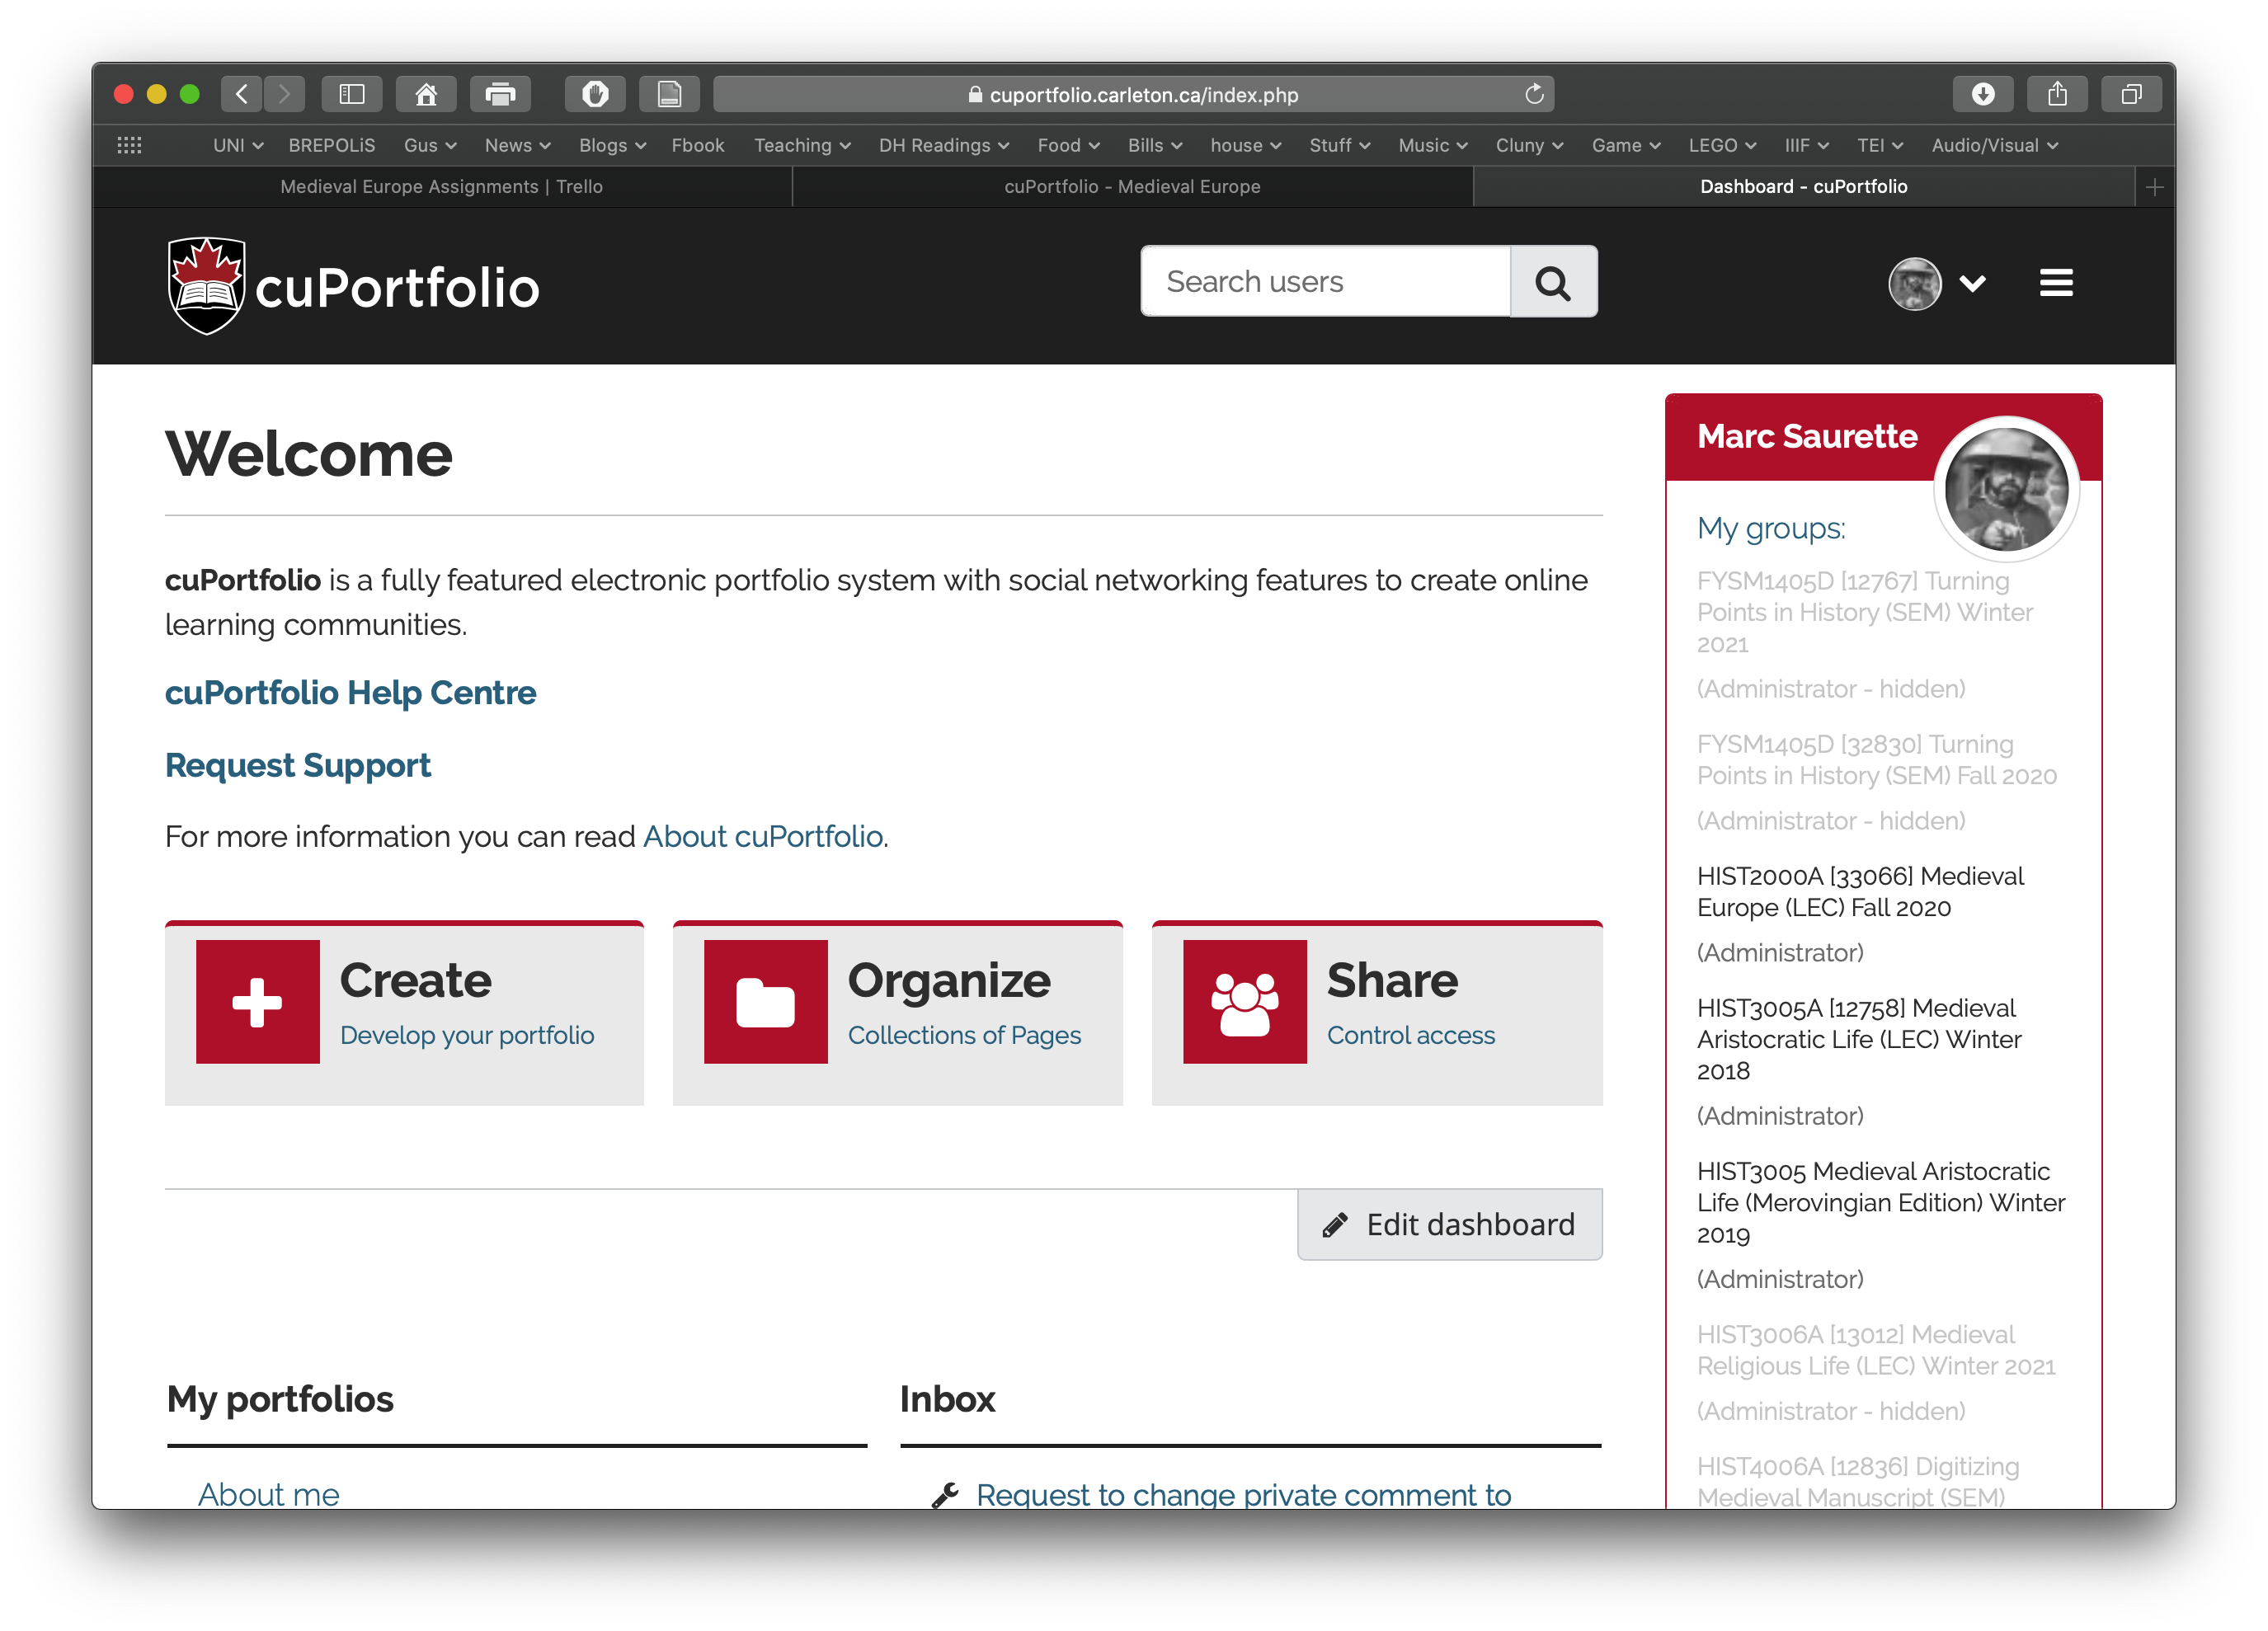 cuportfolio.carleton.ca/index.php
UNI BREPOLiS Gus News Blogs Fbook Teaching DH Readings Food Bills house Stuff Music Cluny Game LEGO IIIF TEI Audio/Visual
Medieval Europe Assignments | Trello
cuPortfolio - Medieval Europe
Dashboard - cuPortfolio
cuPortfolio
Search users
Welcome
cuPortfolio is a fully featured electronic portfolio system with social networking features to create online
learning communities.
cuPortfolio Help Centre
Request Support
For more information you can read About cuPortfolio.
Create
Develop your portfolio
Organize
Collections of Pages
Share
Control access
Edit dashboard
My portfolios
About me
Inbox
Request to change private comment to
Marc Saurette
My groups:
FYSM1405D [12767] Turning
Points in History (SEM) Winter
2021
(Administrator - hidden)
FYSM1405D [32830] Turning
Points in History (SEM) Fall 2020
(Administrator - hidden)
HIST2000A [33066] Medieval
Europe (LEC) Fall 2020
(Administrator)
HIST3005A [12758] Medieval
Aristocratic Life (LEC) Winter
2018
(Administrator)
HIST3005 Medieval Aristocratic
Life (Merovingian Edition) Winter
2019
(Administrator)
HIST3006A [13012] Medieval
Religious Life (LEC) Winter 2021
(Administrator - hidden)
HIST4006A [12836] Digitizing
Medieval Manuscript (SEM)